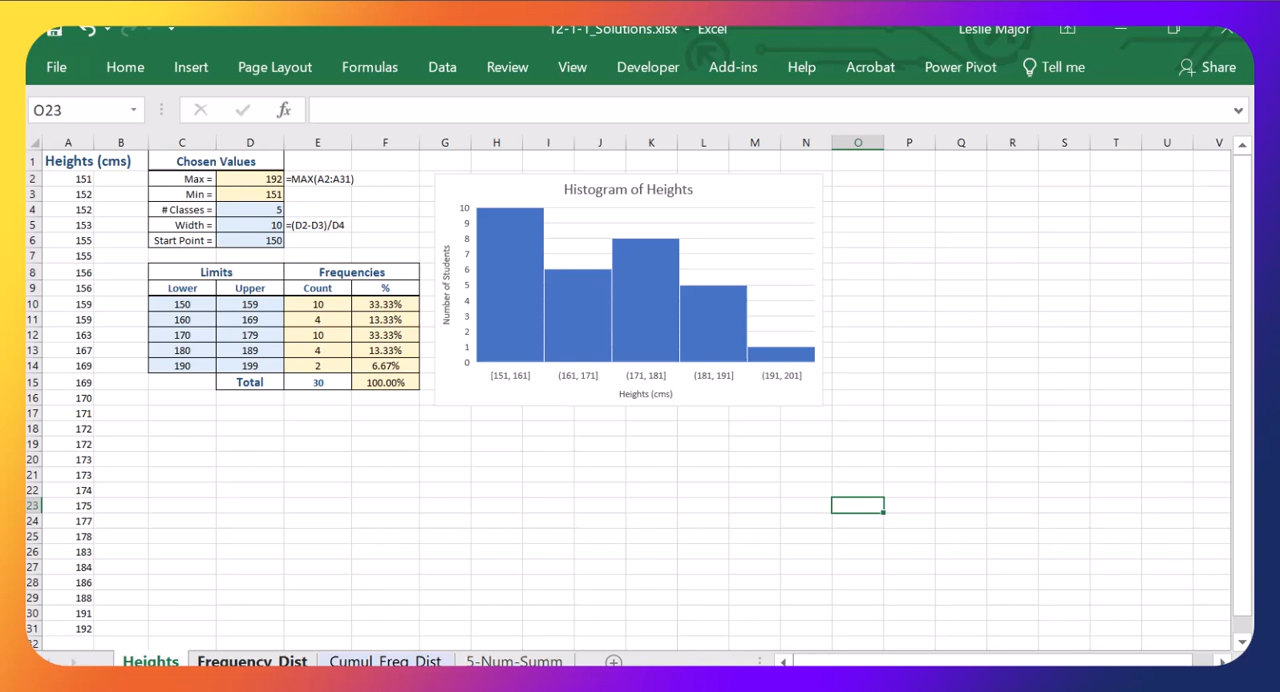 12-1-1_Solutions.xlsx - Excel
Leslie Major
File Home Insert Page Layout Formulas Data Review View Developer Add-ins Help Acrobat Power Pivot Tell me Share
O23
fx
A B C D E F G H I J K L M N O P Q R S T U V
1 Heights (cms) Chosen Values
2 151 Max = 192 =MAX(A2:A31)
3 152 Min = 151
4 152 # Classes = 5
5 153 Width = 10 =(D2-D3)/D4
6 155 Start Point = 150
7 155
8 156 Limits Frequencies
9 156 Lower Upper Count %
10 159 150 159 10 33.33%
11 159 160 169 4 13.33%
12 163 170 179 10 33.33%
13 167 180 189 4 13.33%
14 169 190 199 2 6.67%
15 169 Total 30 100.00%
16 170
17 171
18 172
19 172
20 173
21 173
22 174
23 175
24 177
25 178
26 183
27 184
28 186
29 188
30 191
31 192
32
Histogram of Heights
Number of Students
10
9
8
7
6
5
4
3
2
1
0
[151, 161] (161, 171] (171, 181] (181, 191] (191, 201]
Heights (cms)
Heights Frequency_Dist Cumul_Freq_Dist 5-Num-Summ